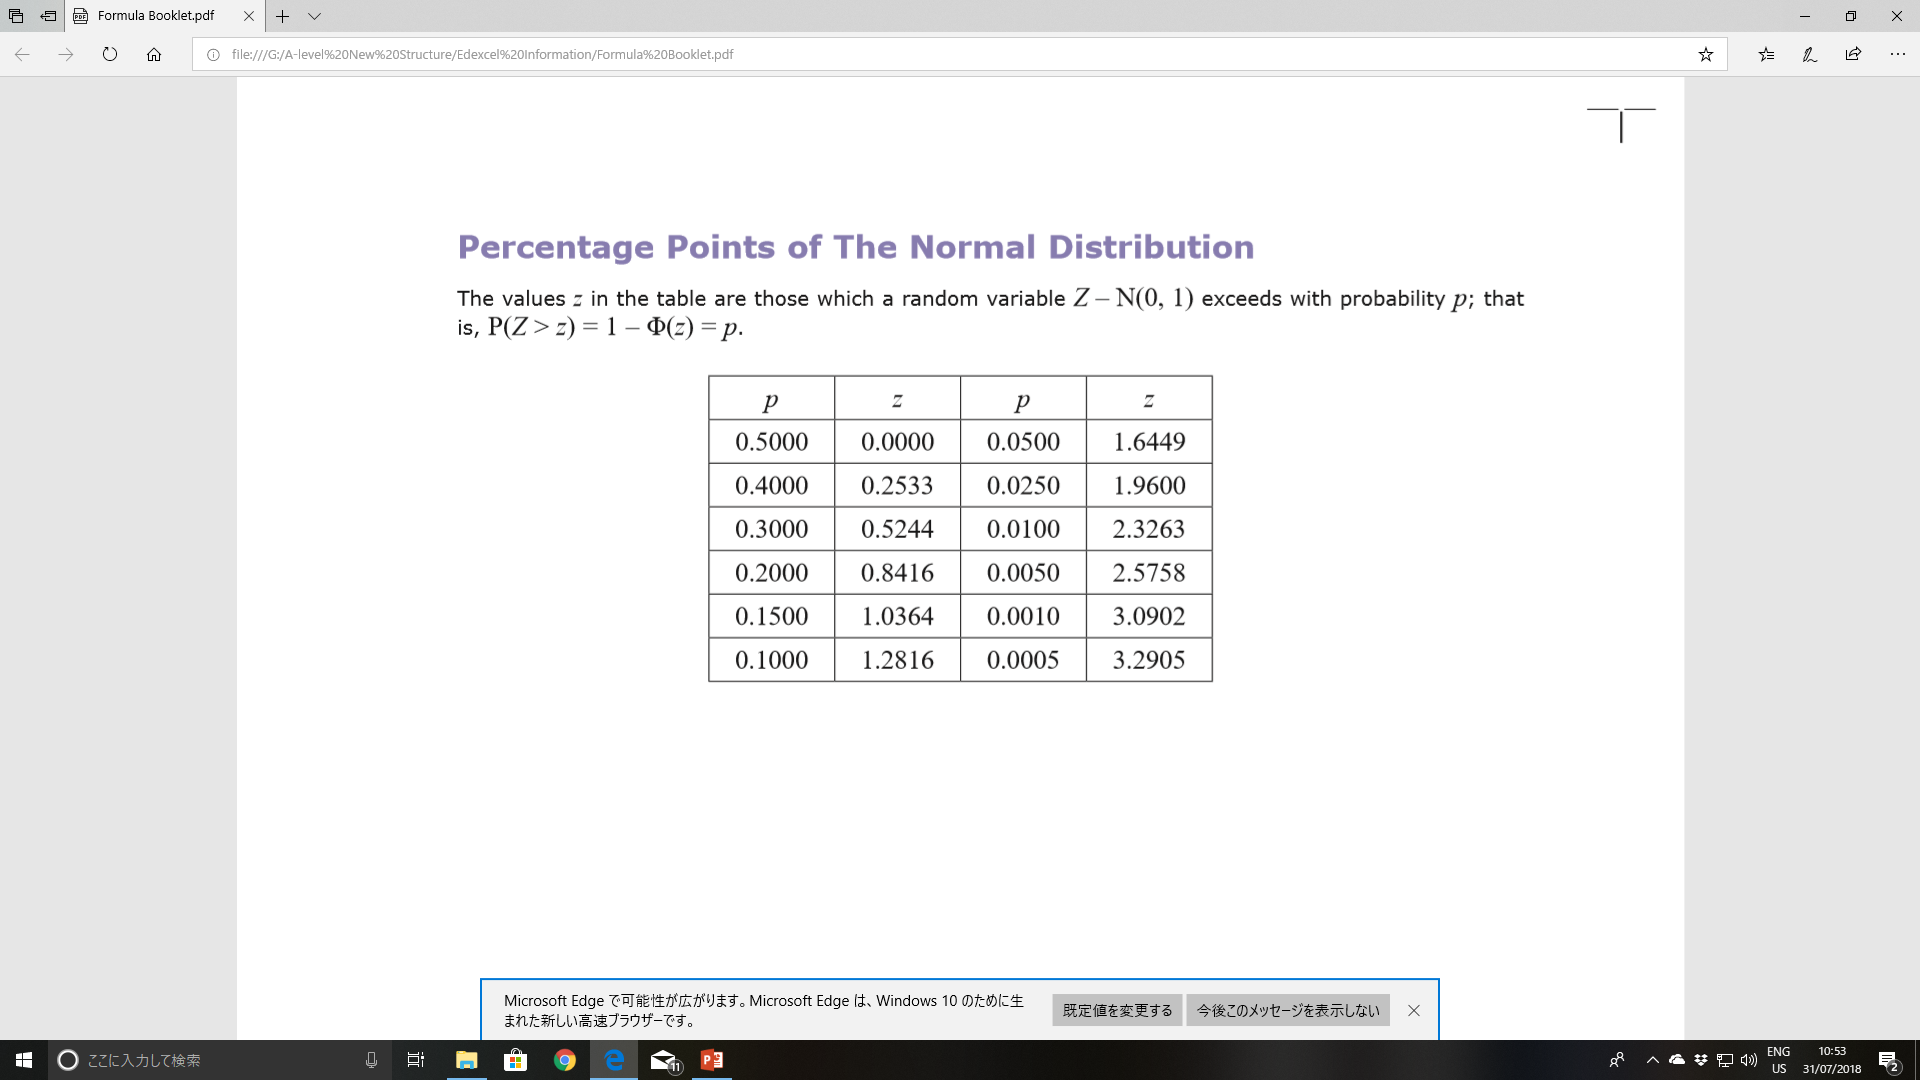 Formula Booklet.pdf
file:///G:/A-level%20New%20Structure/Edexcel%20Information/Formula%20Booklet.pdf
Percentage Points of The Normal Distribution
The values z in the table are those which a random variable Z – N(0, 1) exceeds with probability p; that
is, P(Z > z) = 1 – Φ(z) = p.
p z p z
0.5000 0.0000 0.0500 1.6449
0.4000 0.2533 0.0250 1.9600
0.3000 0.5244 0.0100 2.3263
0.2000 0.8416 0.0050 2.5758
0.1500 1.0364 0.0010 3.0902
0.1000 1.2816 0.0005 3.2905
Microsoft Edge で可能性が広がります。Microsoft Edge は、Windows 10 のために生
まれた新しい高速ブラウザーです。
既定値を変更する 今後このメッセージを表示しない
ここに入力して検索
11
ENG
US
10:53
31/07/2018
2